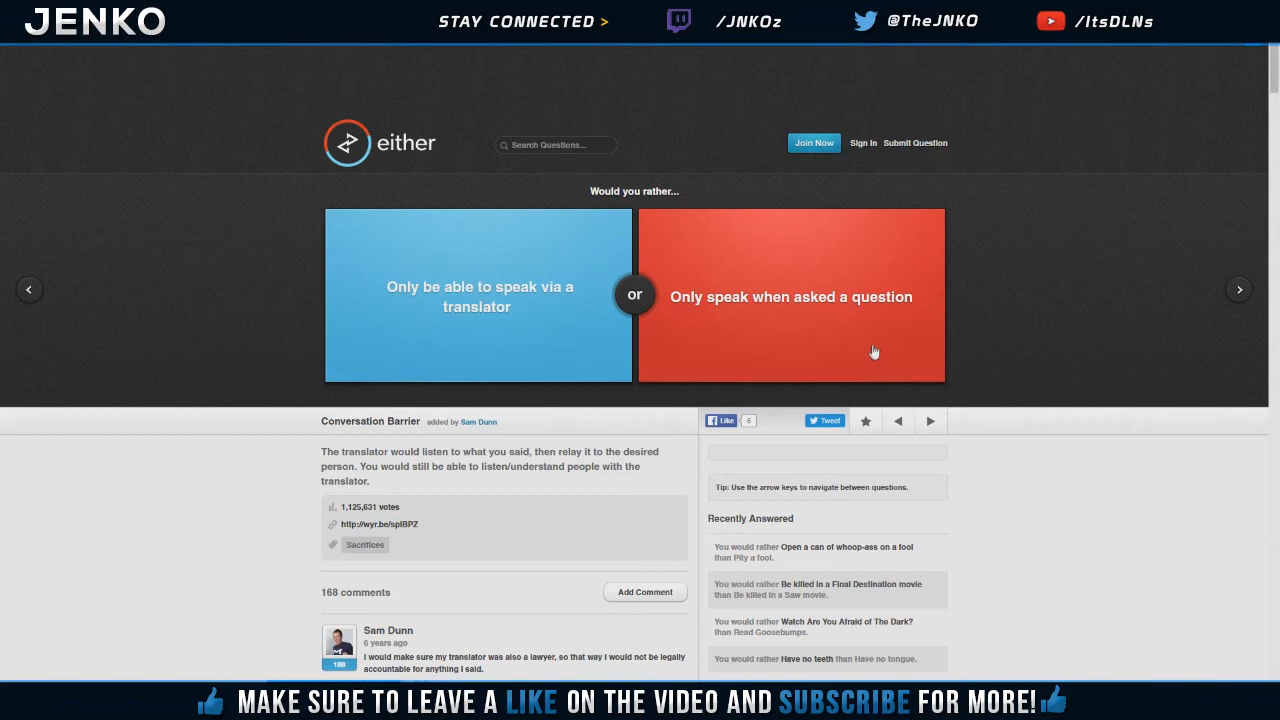 JENKO
STAY CONNECTED >
/JNKOz
@TheJNKO
/ItsDLNs
either
Search Questions...
Join Now
Sign In
Submit Question
Would you rather...
Only be able to speak via a
translator
or
Only speak when asked a question
Conversation Barrier
added by Sam Dunn
Like
6
Tweet
The translator would listen to what you said, then relay it to the desired
person. You would still be able to listen/understand people with the
translator.
1,125,631 votes
http://wyr.be/spIBPZ
Sacrifices
168 comments
Add Comment
Sam Dunn
6 years ago
188
I would make sure my translator was also a lawyer, so that way I would not be legally
accountable for anything I said.
Tip: Use the arrow keys to navigate between questions.
Recently Answered
You would rather Open a can of whoop-ass on a fool
than Pity a fool.
You would rather Be killed in a Final Destination movie
than Be killed in a Saw movie.
You would rather Watch Are You Afraid of The Dark?
than Read Goosebumps.
You would rather Have no teeth than Have no tongue.
MAKE SURE TO LEAVE A LIKE ON THE VIDEO AND SUBSCRIBE FOR MORE!